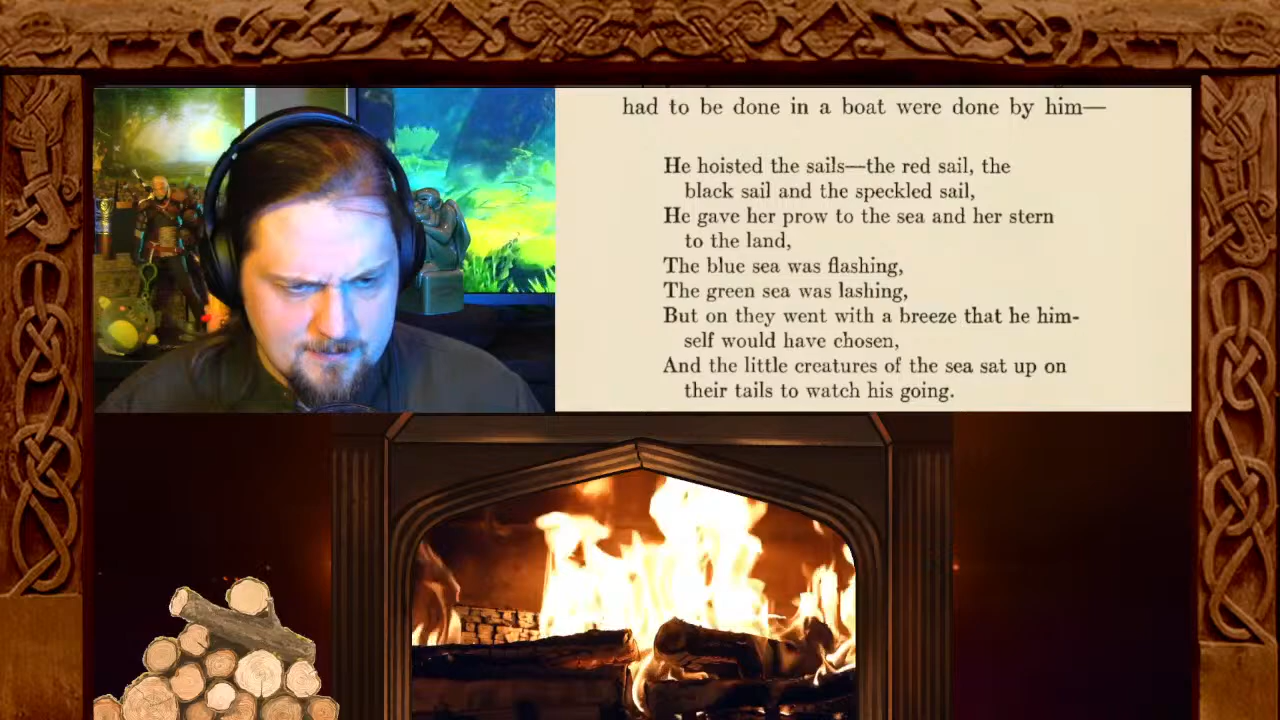 had to be done in a boat were done by him—
He hoisted the sails—the red sail, the
black sail and the speckled sail,
He gave her prow to the sea and her stern
to the land,
The blue sea was flashing,
The green sea was lashing,
But on they went with a breeze that he him-
self would have chosen,
And the little creatures of the sea sat up on
their tails to watch his going.